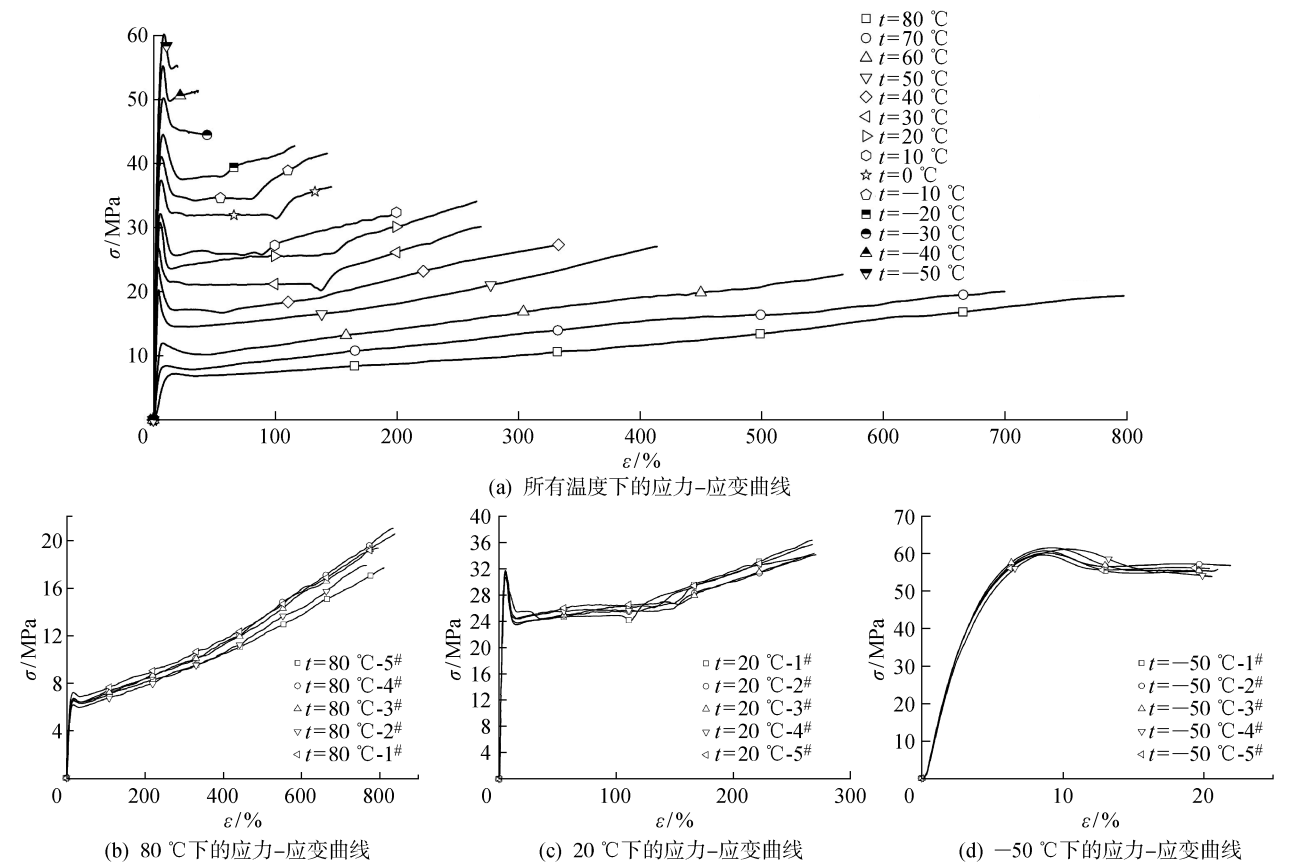 σ/MPa
60
50
40
30
20
10
0
100
200
300
400
500
600
700
800
ε/%
t=80 ℃
t=70 ℃
t=60 ℃
t=50 ℃
t=40 ℃
t=30 ℃
t=20 ℃
t=10 ℃
t=0 ℃
t=−10 ℃
t=−20 ℃
t=−30 ℃
t=−40 ℃
t=−50 ℃
(a) 所有温度下的应力–应变曲线
σ/MPa
20
16
12
8
4
0
200
400
600
800
ε/%
t=80 ℃-5#
t=80 ℃-4#
t=80 ℃-3#
t=80 ℃-2#
t=80 ℃-1#
(b) 80 ℃下的应力–应变曲线
σ/MPa
40
36
32
28
24
20
16
12
8
4
0
100
200
300
ε/%
t=20 ℃-1#
t=20 ℃-2#
t=20 ℃-3#
t=20 ℃-4#
t=20 ℃-5#
(c) 20 ℃下的应力–应变曲线
σ/MPa
70
60
50
40
30
20
10
0
10
20
ε/%
t=−50 ℃-1#
t=−50 ℃-2#
t=−50 ℃-3#
t=−50 ℃-4#
t=−50 ℃-5#
(d) −50 ℃下的应力–应变曲线